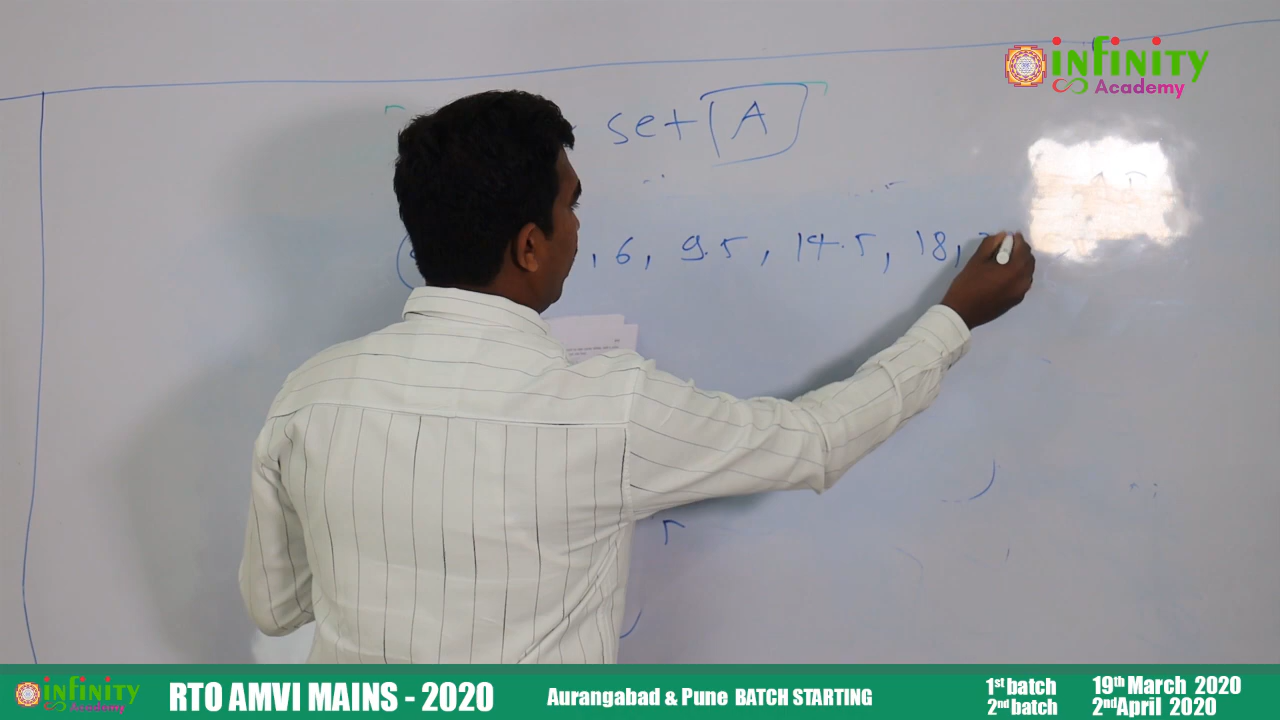 iNFiNiTY
Academy
set A
, 6, 9.5, 14.5, 18,
iNFiNiTY
Academy
RTO AMVI MAINS - 2020
Aurangabad & Pune BATCH STARTING
1st batch 19th March 2020
2nd batch 2nd April 2020